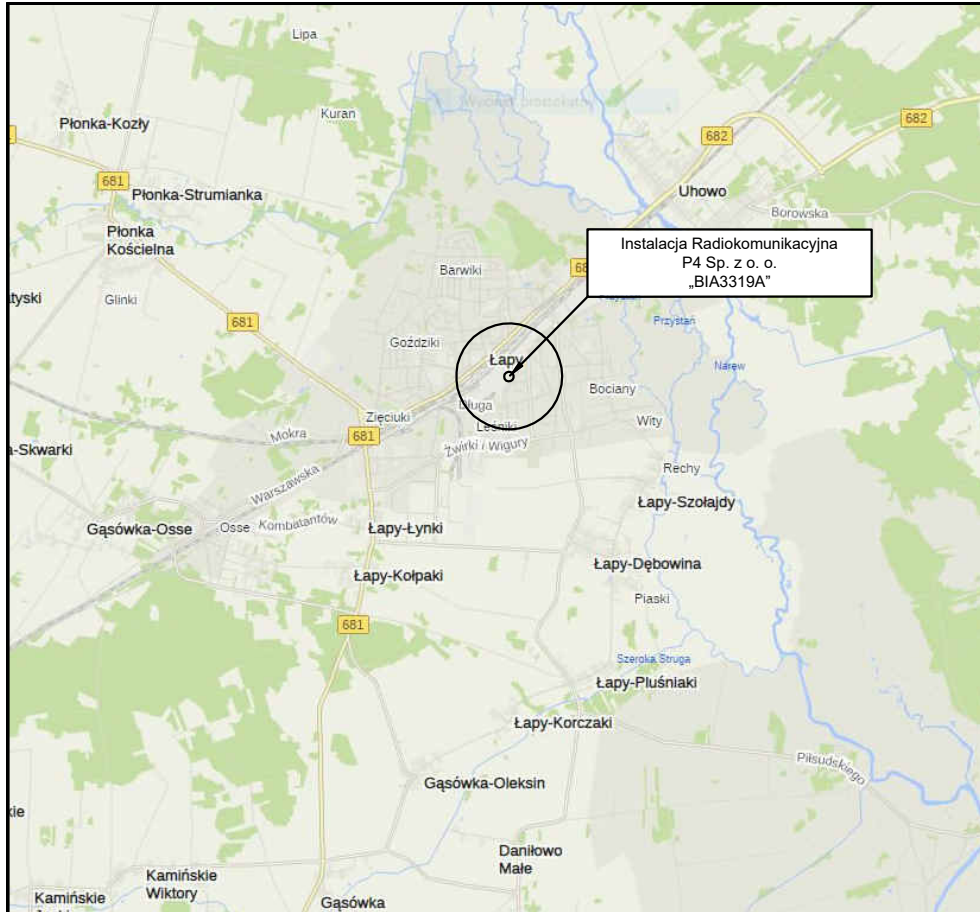 Lipa
Kuran
Płonka-Kozły
682
682
681
Płonka-Strumianka
Uhowo
Borowska
Płonka
Kościelna
Instalacja Radiokomunikacyjna
P4 Sp. z o. o.
„BIA3319A”
Barwiki
68
atyski
Glinki
681
Przystań
Goździki
Łapy
Narew
Bociany
Długa
Zięciuki
Leśniki
Wity
Mokra
681
Żwirki i Wigury
a-Skwarki
Rechy
Warszawska
Łapy-Szołajdy
Gąsówka-Osse
Osse
Kombatantów
Łapy-Łynki
Łapy-Dębowina
Łapy-Kołpaki
Piaski
681
Szeroka Struga
Łapy-Pluśniaki
Łapy-Korczaki
Piłsudskiego
Gąsówka-Oleksin
kie
Daniłowo
Małe
Kamińskie
Wiktory
Kamińskie
Gąsówka